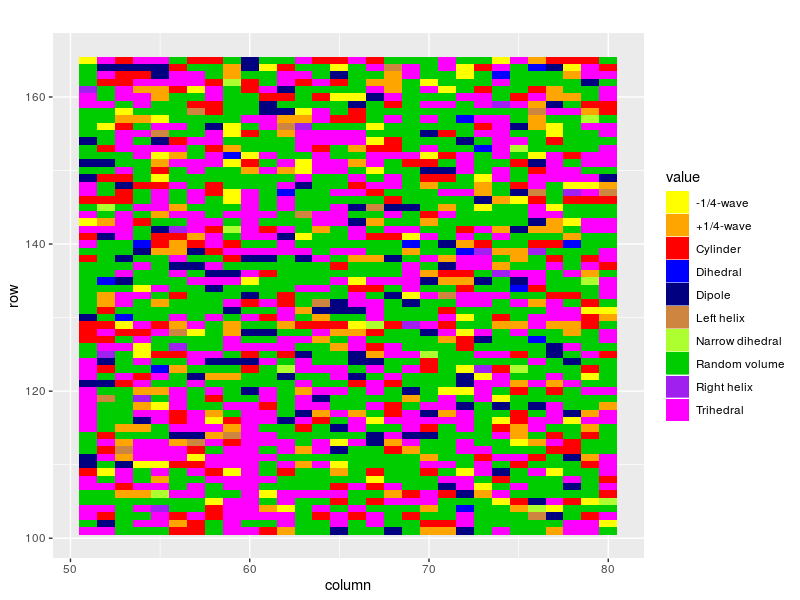 160
140
120
100
50
60
70
80
column
row
value
-1/4-wave
+1/4-wave
Cylinder
Dihedral
Dipole
Left helix
Narrow dihedral
Random volume
Right helix
Trihedral